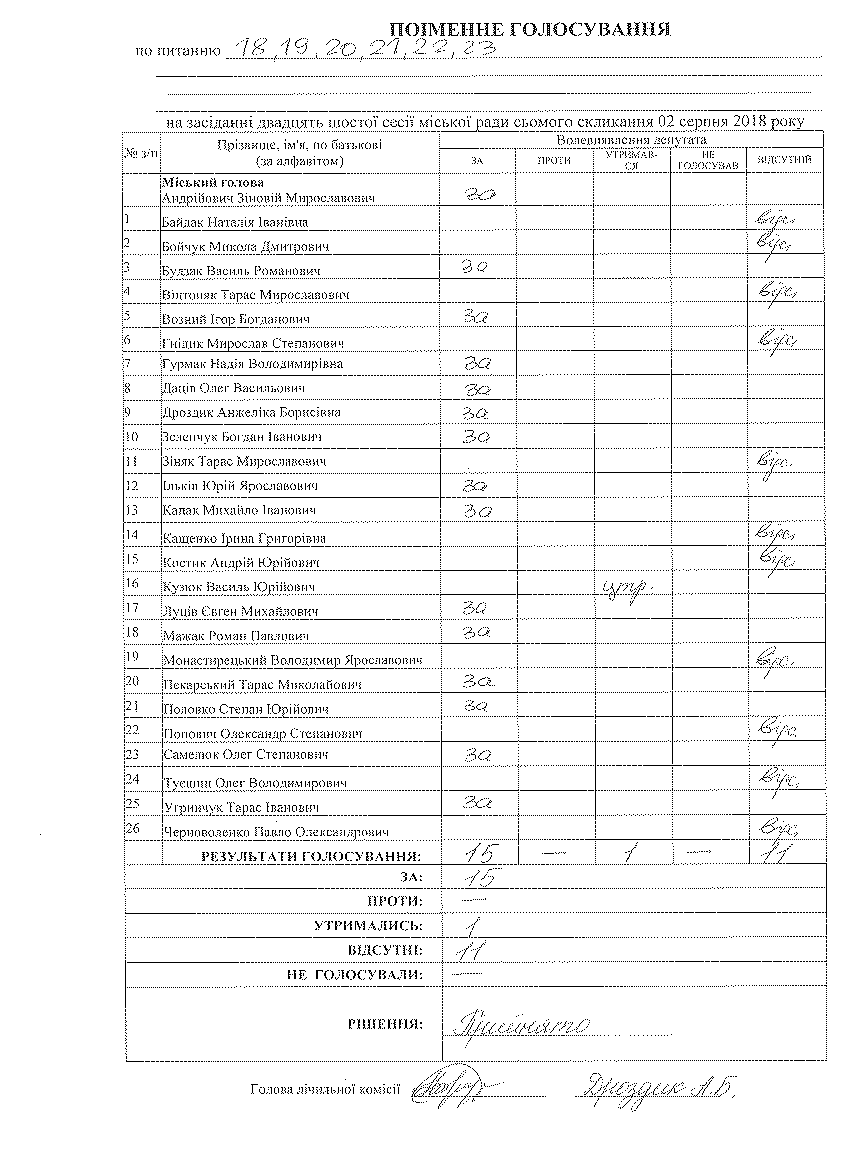 ПОІМЕННЕ ГОЛОСУВАННЯ
по питанню 18,19,20,21,22,23
на засіданні двадцять шостої сесії міської ради сьомого скликання 02 серпня 2018 року
№ з/п Прізвище, ім'я, по батькові (за алфавітом) Волевиявлення депутата
ЗА ПРОТИ УТРИМАВ-СЯ НЕ ГОЛОСУВАВ ВІДСУТНІЙ
Міський голова
Андрійович Зіновій Мирославович за
1 Байдак Наталія Іванівна відс.
2 Бойчук Микола Дмитрович відс.
3 Будзак Василь Романович за
4 Вінтоняк Тарас Мирославович відс.
5 Возний Ігор Богданович за
6 Гнідик Мирослав Степанович відс.
7 Гурмак Надія Володимирівна за
8 Даців Олег Васильович за
9 Дроздик Анжеліка Борисівна за
10 Зеленчук Богдан Іванович за
11 Зіняк Тарас Мирославович відс.
12 Ільків Юрій Ярославович за
13 Капак Михайло Іванович за
14 Кащенко Ірина Григорівна відс.
15 Костик Андрій Юрійович відс.
16 Кузюк Василь Юрійович утр.
17 Луців Євген Михайлович за
18 Мажак Роман Павлович за
19 Монастирецький Володимир Ярославович відс.
20 Пекарський Тарас Миколайович за
21 Половко Степан Юрійович за
22 Попович Олександр Степанович відс.
23 Самелюк Олег Степанович за
24 Олег Володимирович відс.
25 Угринчук Тарас Іванович за
26 Черноволенко Павло Олександрович відс.
РЕЗУЛЬТАТИ ГОЛОСУВАННЯ: 15 — 1 — 11
ЗА: 15
ПРОТИ: —
УТРИМАЛИСЬ: 1
ВІДСУТНІ: 11
НЕ ГОЛОСУВАЛИ: —
РІШЕННЯ: Прийнято
Голова лічильної комісії Дроздик А.Б.